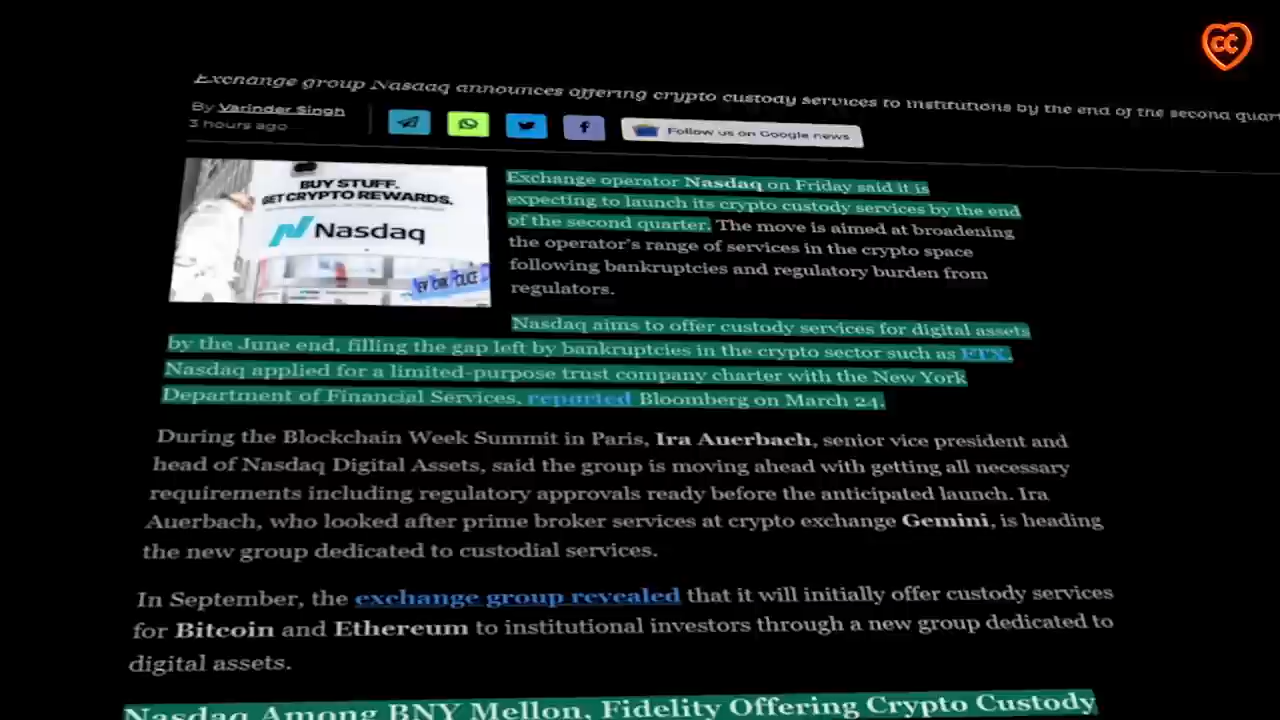 CC
Exchange group Nasdaq announces offering crypto custody services to institutions by the end of the second
By Varinder Singh
3 hours ago
Follow us on Google news
BUY STUFF.
GET CRYPTO REWARDS.
Nasdaq
POLICE
Exchange operator Nasdaq on Friday said it is
expecting to launch its crypto custody services by the end
of the second quarter. The move is aimed at broadening
the operator's range of services in the crypto space
following bankruptcies and regulatory burden from
regulators.
Nasdaq aims to offer custody services for digital assets
by the June end, filling the gap left by bankruptcies in the crypto sector such as FTX.
Nasdaq applied for a limited-purpose trust company charter with the New York
Department of Financial Services, reported Bloomberg on March 24.
During the Blockchain Week Summit in Paris, Ira Auerbach, senior vice president and
head of Nasdaq Digital Assets, said the group is moving ahead with getting all necessary
requirements including regulatory approvals ready before the anticipated launch. Ira
Auerbach, who looked after prime broker services at crypto exchange Gemini, is heading
the new group dedicated to custodial services.
In September, the exchange group revealed that it will initially offer custody services
for Bitcoin and Ethereum to institutional investors through a new group dedicated to
digital assets.
Nasdaq Among BNY Mellon, Fidelity Offering Crypto Custody